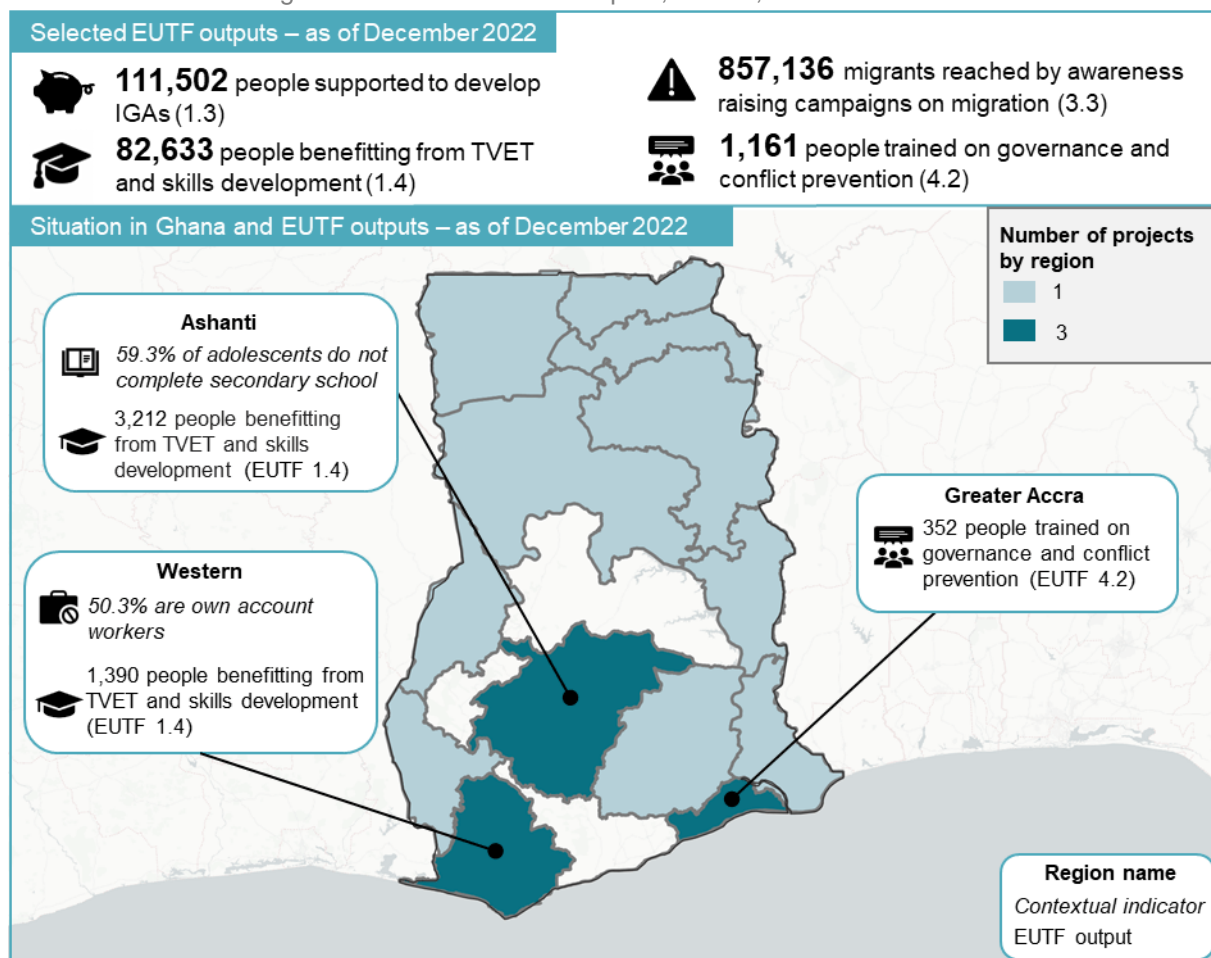 Selected EUTF outputs – as of December 2022
111,502 people supported to develop
IGAs (1.3)
82,633 people benefitting from TVET
and skills development (1.4)
857,136 migrants reached by awareness
raising campaigns on migration (3.3)
1,161 people trained on governance and
conflict prevention (4.2)
Situation in Ghana and EUTF outputs – as of December 2022
Number of projects
by region
1
3
Ashanti
59.3% of adolescents do not
complete secondary school
3,212 people benefitting
from TVET and skills
development (EUTF 1.4)
Greater Accra
352 people trained on
governance and conflict
prevention (EUTF 4.2)
Western
50.3% are own account
workers
1,390 people benefitting from
TVET and skills development
(EUTF 1.4)
Region name
Contextual indicator
EUTF output